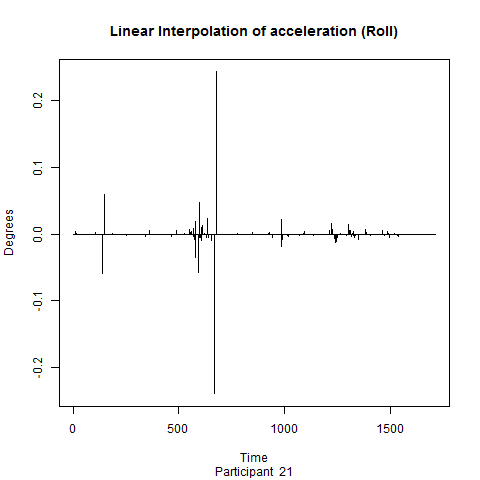 Linear Interpolation of acceleration (Roll)
Degrees
0.2
0.1
0.0
-0.1
-0.2
0 500 1000 1500
Time
Participant 21